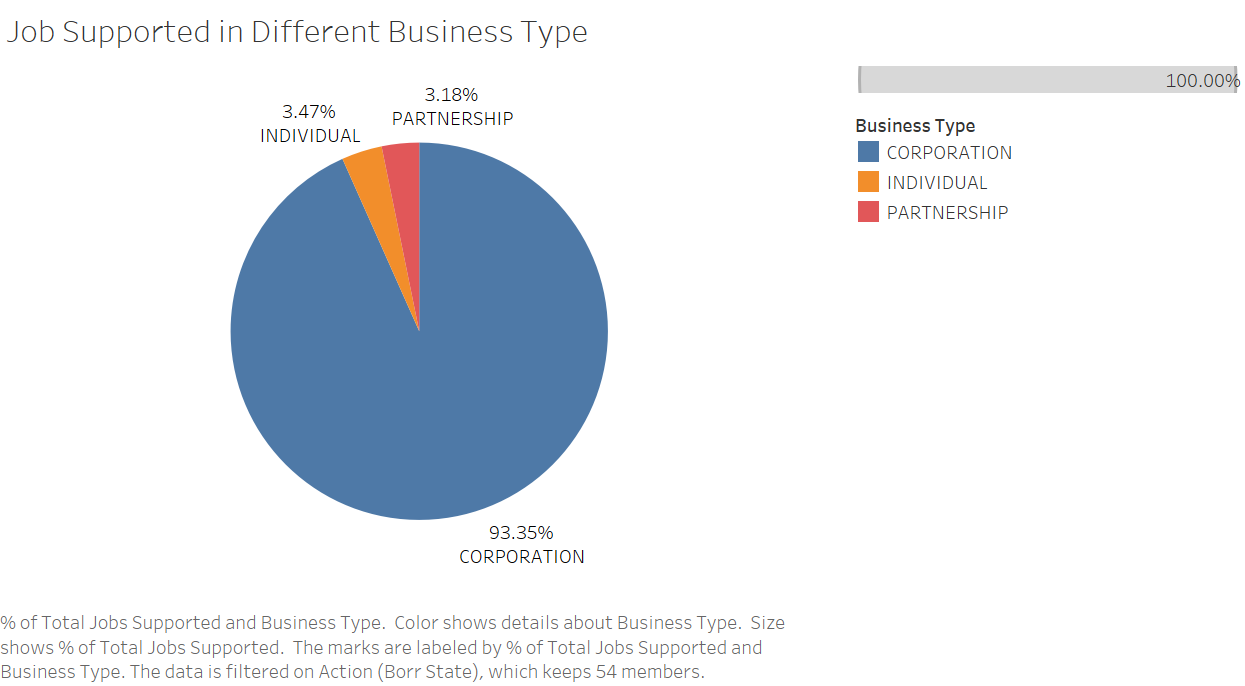 Job Supported in Different Business Type
100.00%
3.18%
PARTNERSHIP
3.47%
INDIVIDUAL
Business Type
CORPORATION
INDIVIDUAL
PARTNERSHIP
93.35%
CORPORATION
% of Total Jobs Supported and Business Type. Color shows details about Business Type. Size
shows % of Total Jobs Supported. The marks are labeled by % of Total Jobs Supported and
Business Type. The data is filtered on Action (Borr State), which keeps 54 members.